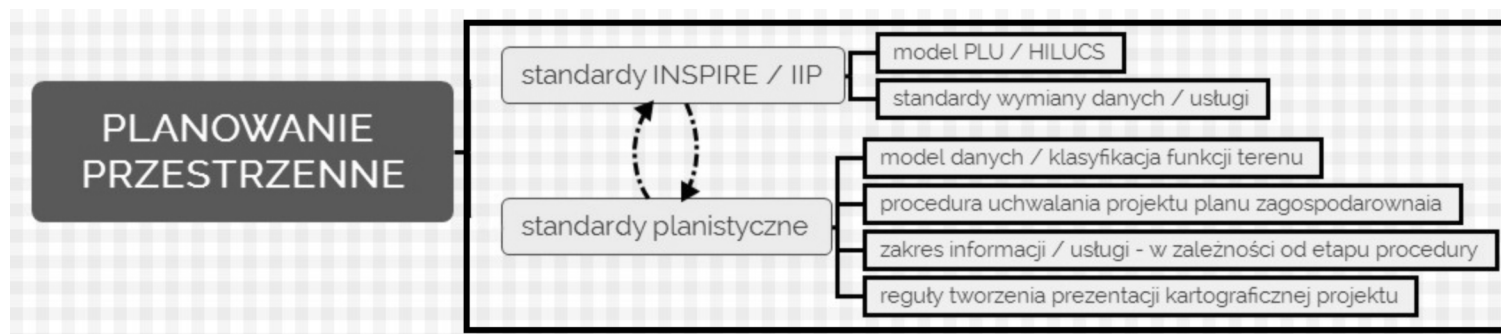 PLANOWANIE
PRZESTRZENNE
standardy INSPIRE / IIP
model PLU / HILUCS
standardy wymiany danych / usługi
standardy planistyczne
model danych / klasyfikacja funkcji terenu
procedura uchwalania projektu planu zagospodarownaia
zakres informacji / usługi - w zależności od etapu procedury
reguły tworzenia prezentacji kartograficznej projektu